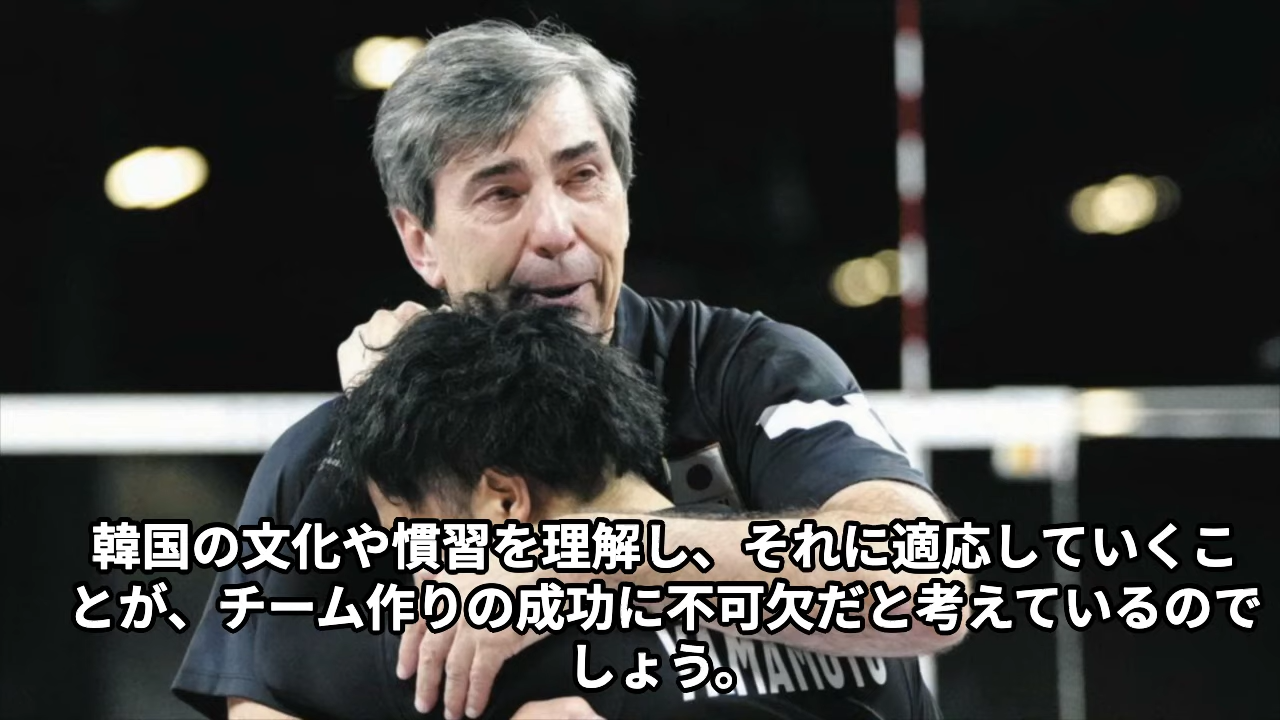 韓国の文化や慣習を理解し、それに適応していくこ
とが、チーム作りの成功に不可欠だと考えているので
しょう。
YAMAMOTO